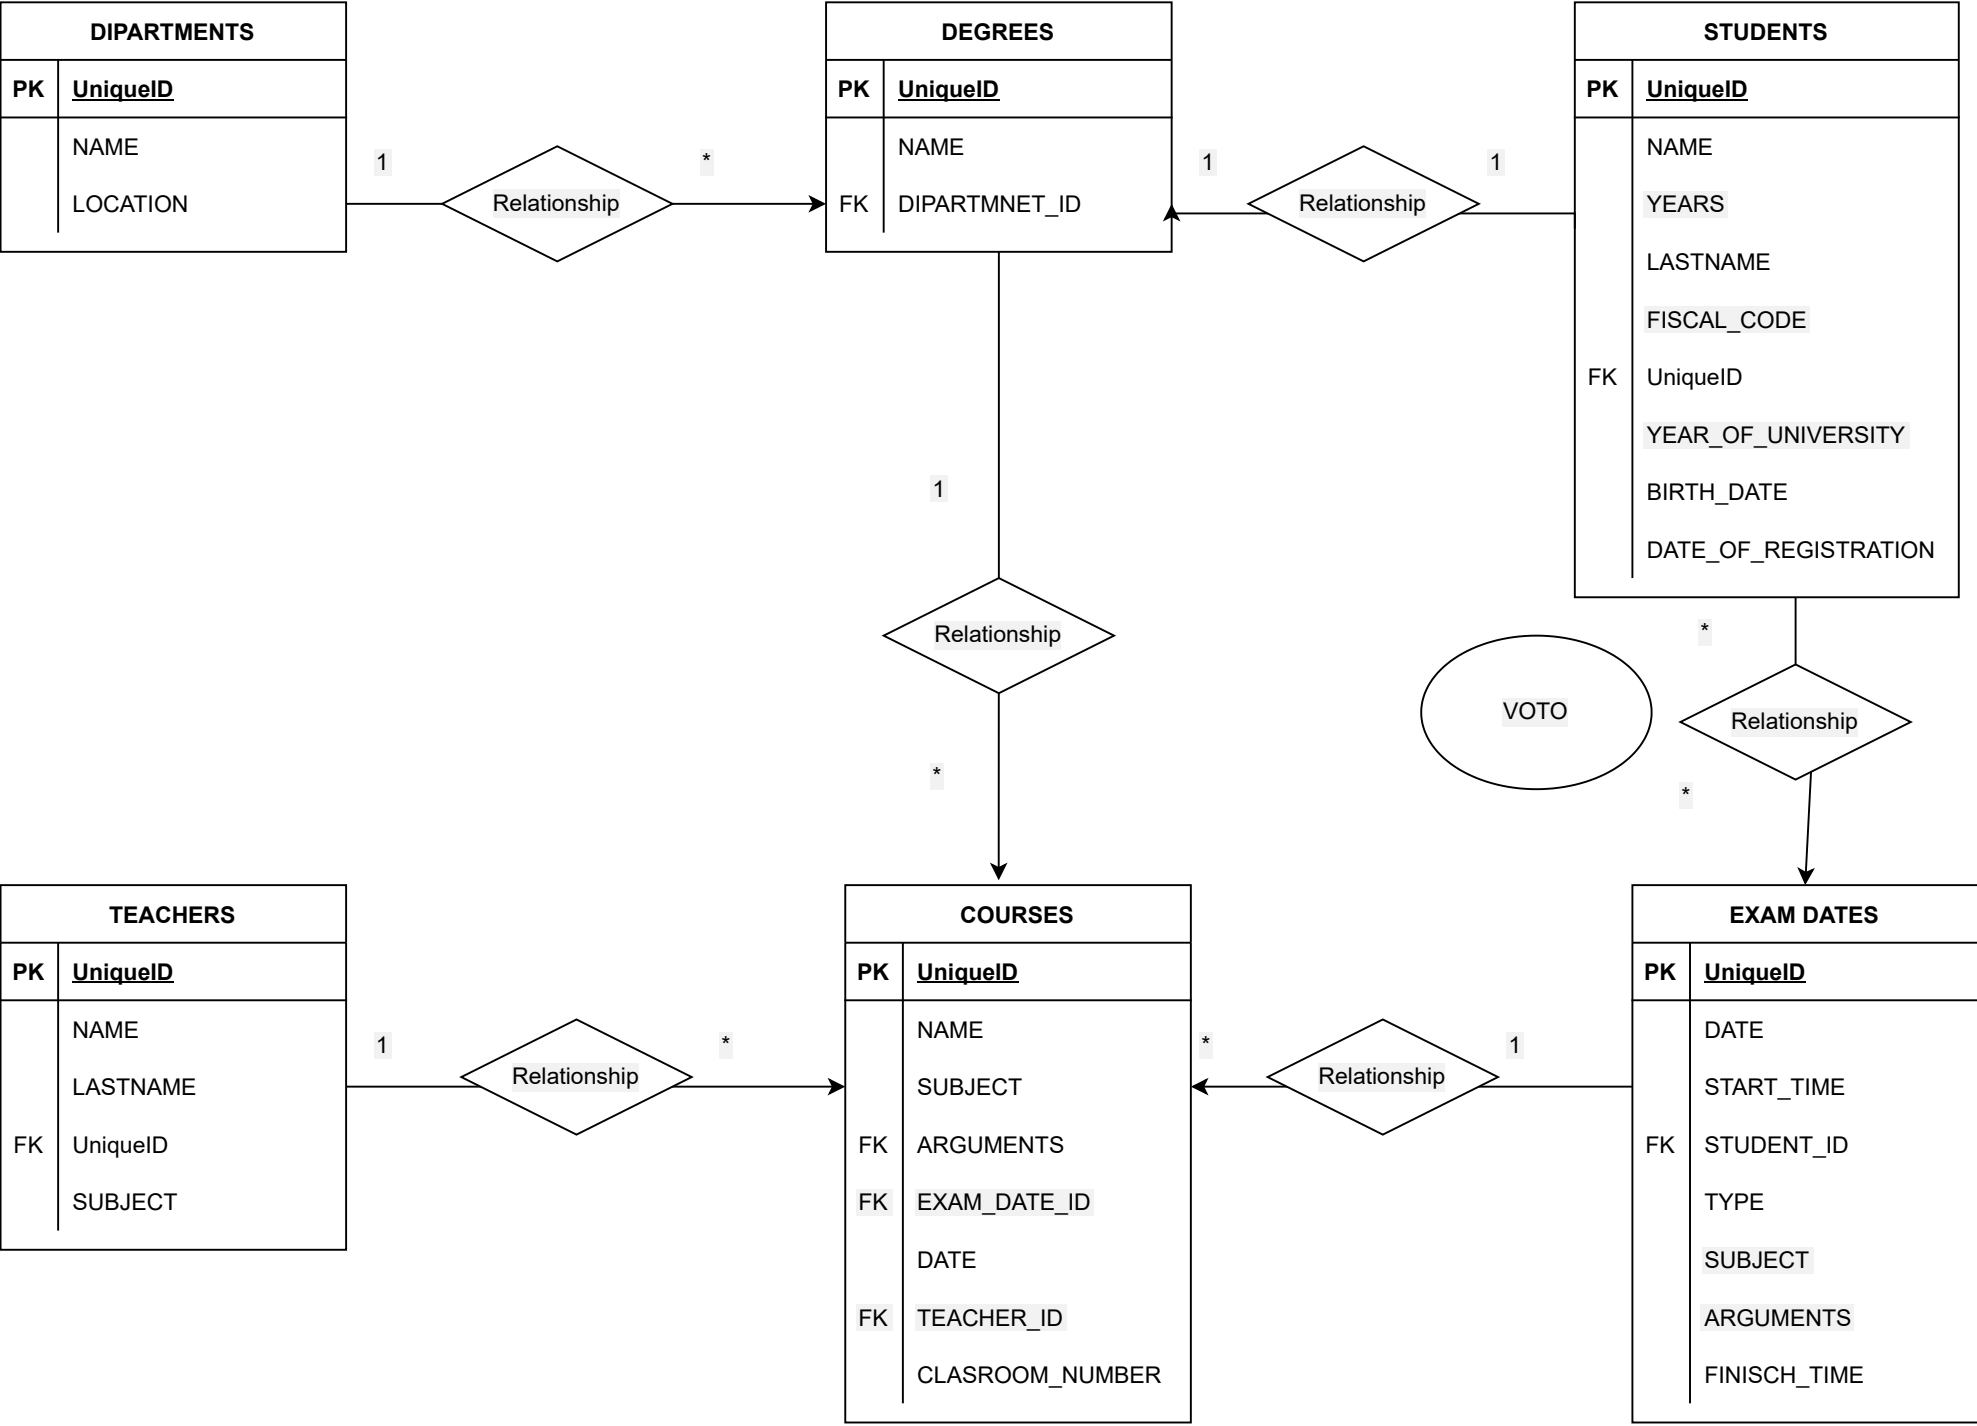 DIPARTMENTS
PK UniqueID
NAME
LOCATION
1
Relationship
*
DEGREES
PK UniqueID
NAME
FK DIPARTMNET_ID
1
Relationship
1
STUDENTS
PK UniqueID
NAME
YEARS
LASTNAME
FISCAL_CODE
FK UniqueID
YEAR_OF_UNIVERSITY
BIRTH_DATE
DATE_OF_REGISTRATION
1
Relationship
*
*
VOTO
Relationship
*
TEACHERS
PK UniqueID
NAME
LASTNAME
FK UniqueID
SUBJECT
1
Relationship
*
COURSES
PK UniqueID
NAME
SUBJECT
FK ARGUMENTS
FK EXAM_DATE_ID
DATE
FK TEACHER_ID
CLASROOM_NUMBER
*
Relationship
1
EXAM DATES
PK UniqueID
DATE
START_TIME
FK STUDENT_ID
TYPE
SUBJECT
ARGUMENTS
FINISCH_TIME